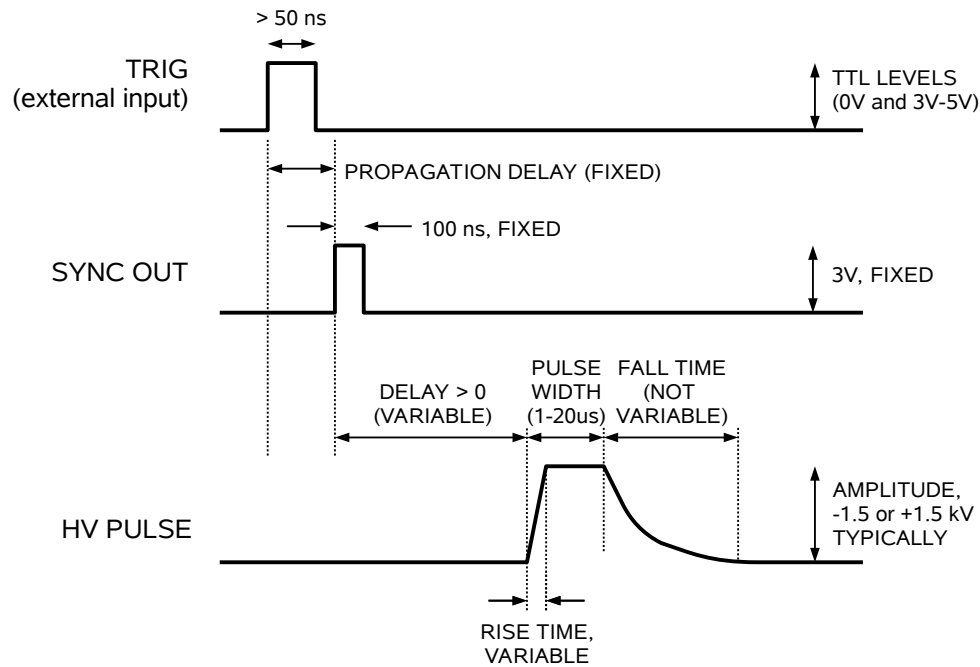 > 50 ns
TRIG
(external input)
TTL LEVELS
(0V and 3V-5V)
PROPAGATION DELAY (FIXED)
100 ns, FIXED
SYNC OUT
3V, FIXED
DELAY > 0
(VARIABLE)
PULSE
WIDTH
(1-20us)
FALL TIME
(NOT
VARIABLE)
HV PULSE
AMPLITUDE,
-1.5 or +1.5 kV
TYPICALLY
RISE TIME,
VARIABLE